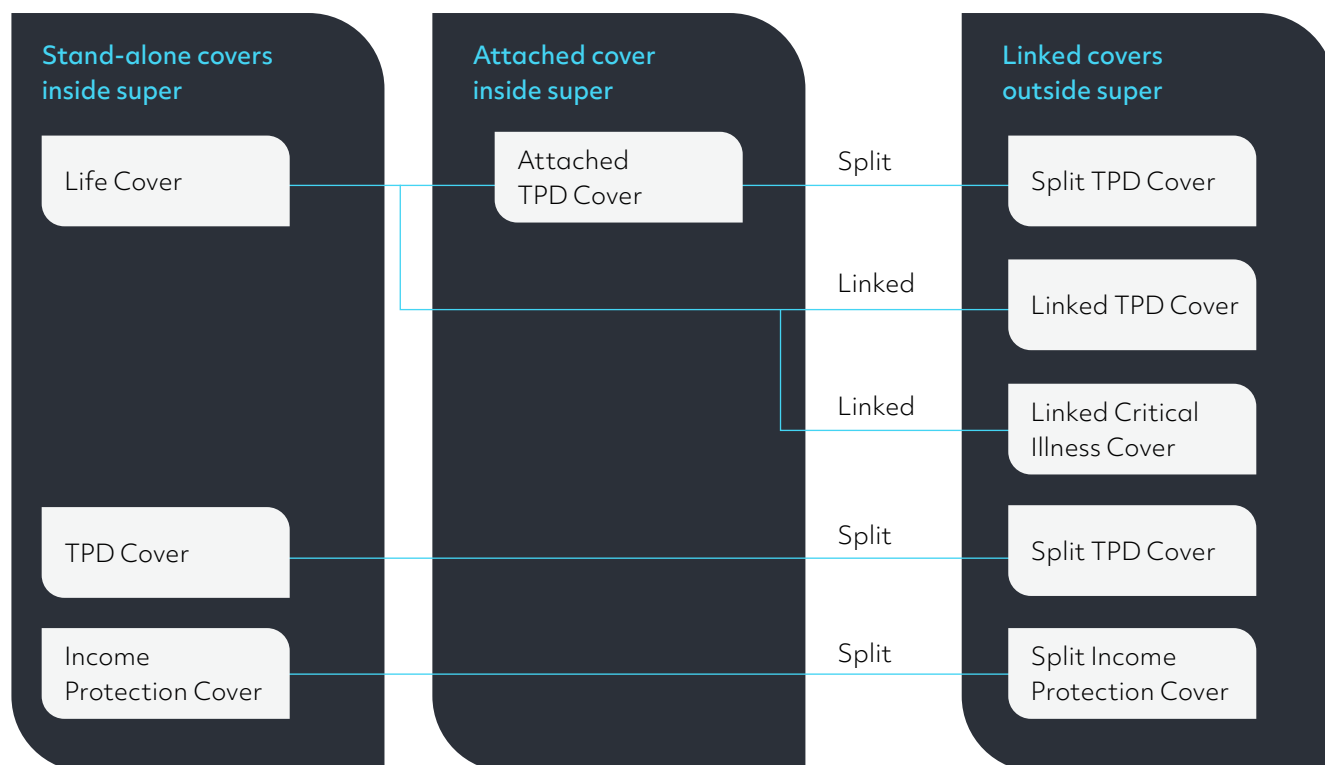 Stand-alone covers
inside super
Attached cover
inside super
Linked covers
outside super
Life Cover
Attached
TPD Cover
Split
Split TPD Cover
Linked
Linked TPD Cover
Linked
Linked Critical
Illness Cover
TPD Cover
Split
Split TPD Cover
Income
Protection Cover
Split
Split Income
Protection Cover